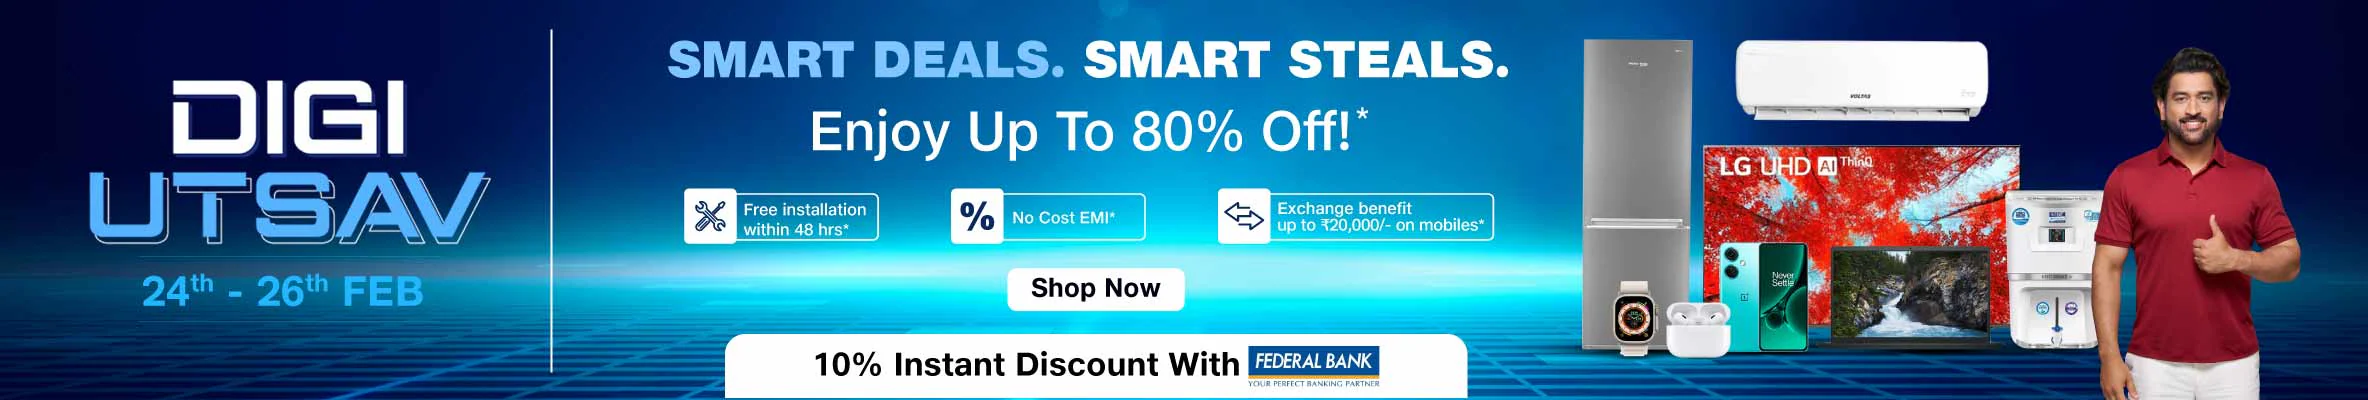 DIGI
UTSAV
24th - 26th FEB
SMART DEALS. SMART STEALS.
Enjoy Up To 80% Off!*
Free installation
within 48 hrs*
%
No Cost EMI*
Exchange benefit
up to ₹20,000/- on mobiles*
Shop Now
10% Instant Discount With FEDERAL BANK
YOUR PERFECT BANKING PARTNER
VOLTAS
LG UHD AI ThinQ
Never
Settle